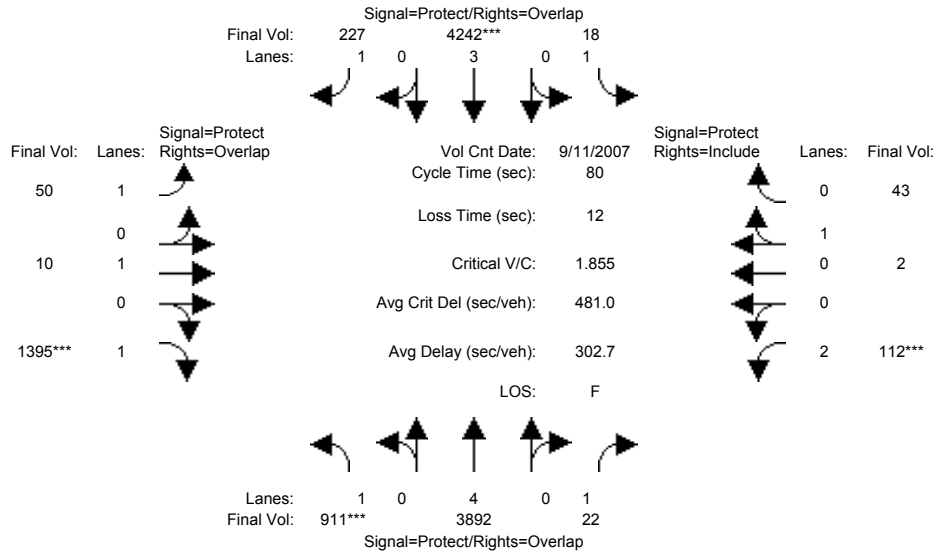 Signal=Protect/Rights=Overlap
Final Vol: 227 4242*** 18
Lanes: 1 0 3 0 1
Signal=Protect
Final Vol: Lanes: Rights=Overlap
Vol Cnt Date: 9/11/2007
Signal=Protect
Rights=Include Lanes: Final Vol:
Cycle Time (sec): 80
50 1
0 43
Loss Time (sec): 12
0
1
10 1
Critical V/C: 1.855
0 2
0
Avg Crit Del (sec/veh): 481.0
0
1395*** 1
Avg Delay (sec/veh): 302.7
2 112***
LOS: F
Lanes: 1 0 4 0 1
Final Vol: 911*** 3892 22
Signal=Protect/Rights=Overlap